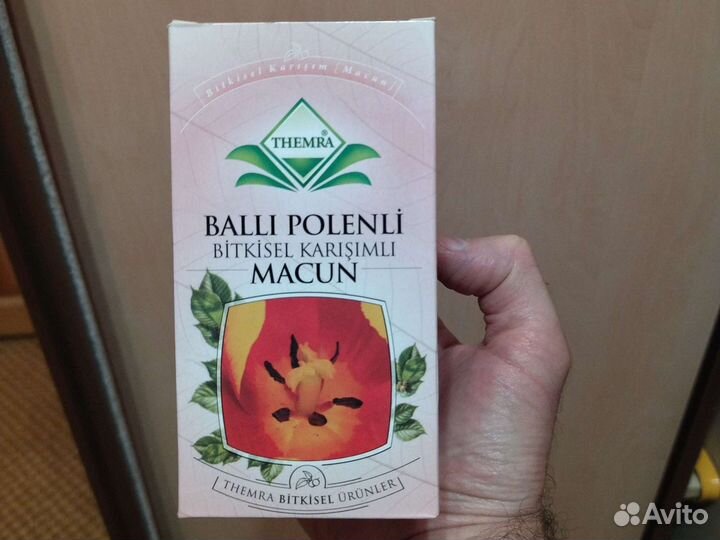 Bitkisel Karışım [Macun]
THEMRA®
BALLI POLENLİ
BİTKİSEL KARIŞIMLI
MACUN
THEMRA BİTKİSEL ÜRÜNLER
Avito